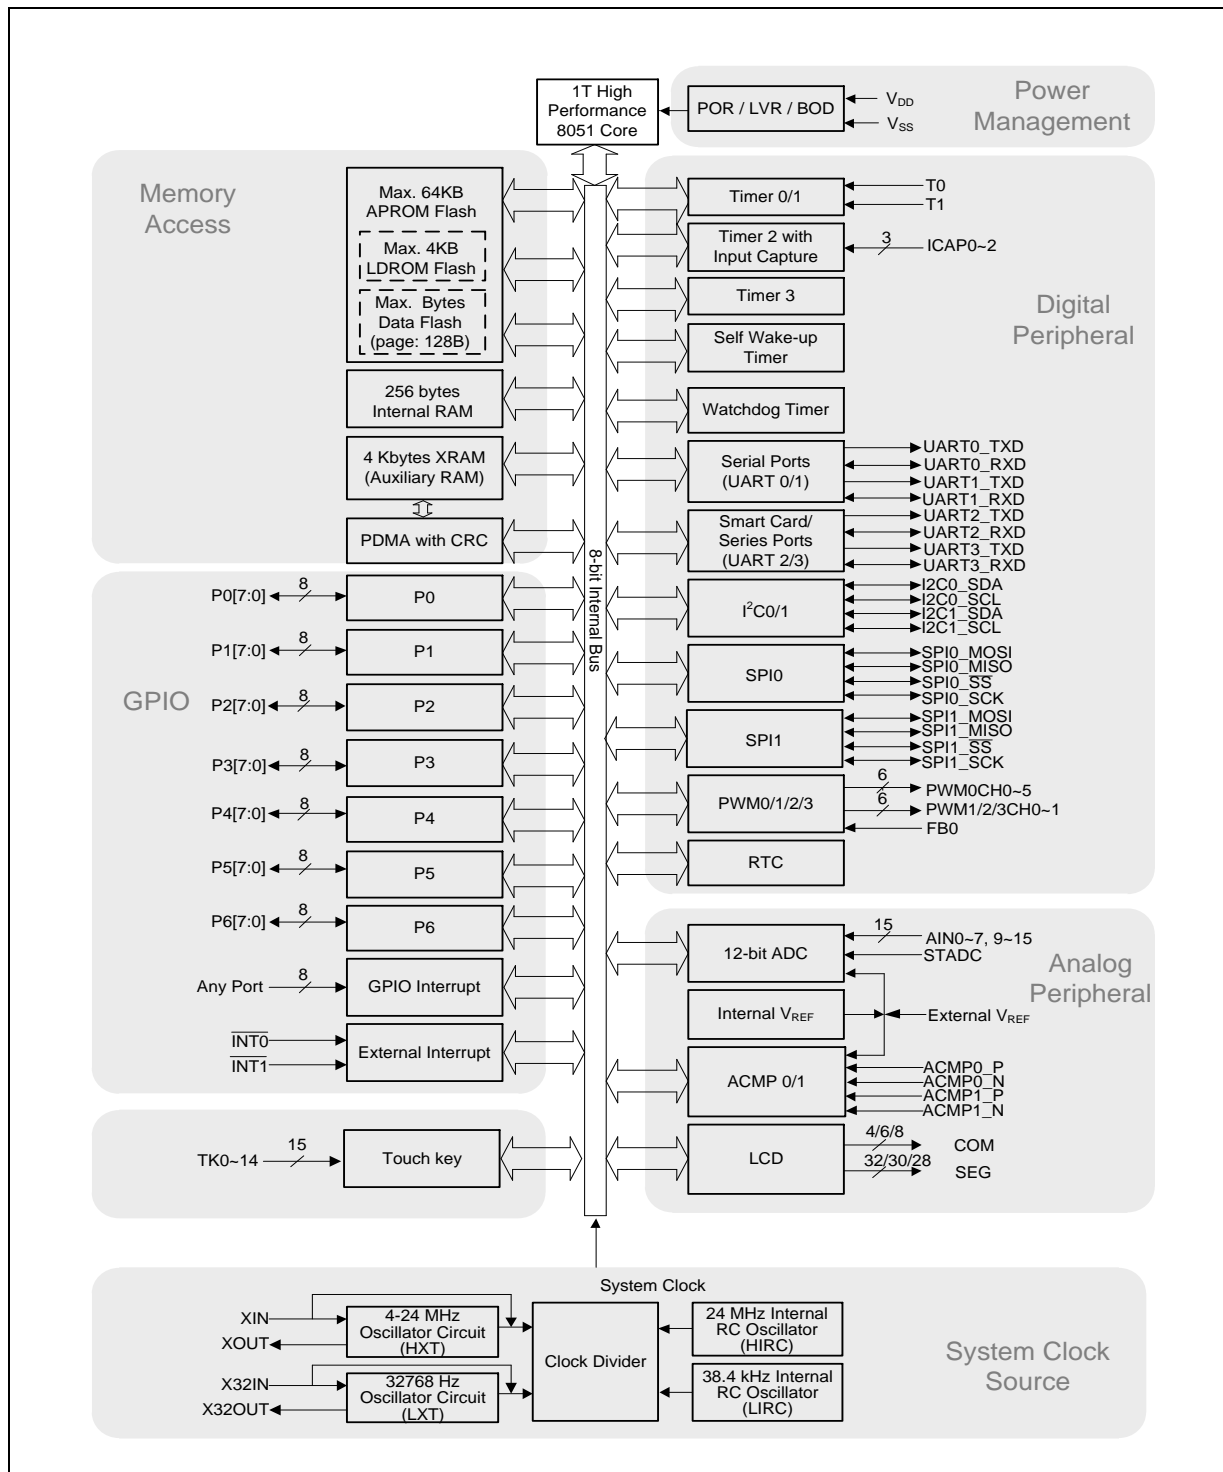 1T High
Performance
8051 Core
POR / LVR / BOD
VDD
VSS
Power
Management
Memory
Access
Max. 64KB
APROM Flash
Max. 4KB
LDROM Flash
Max. Bytes
Data Flash
(page: 128B)
256 bytes
Internal RAM
4 Kbytes XRAM
(Auxiliary RAM)
PDMA with CRC
GPIO
P0[7:0]
8
P0
P1[7:0]
8
P1
P2[7:0]
8
P2
P3[7:0]
8
P3
P4[7:0]
8
P4
P5[7:0]
8
P5
P6[7:0]
8
P6
Any Port
8
GPIO Interrupt
INT0
INT1
External Interrupt
TK0~14
15
Touch key
8-bit Internal Bus
Digital
Peripheral
Timer 0/1
T0
T1
Timer 2 with
Input Capture
3
ICAP0~2
Timer 3
Self Wake-up
Timer
Watchdog Timer
Serial Ports
(UART 0/1)
UART0_TXD
UART0_RXD
UART1_TXD
UART1_RXD
Smart Card/
Series Ports
(UART 2/3)
UART2_TXD
UART2_RXD
UART3_TXD
UART3_RXD
I²C0/1
I2C0_SDA
I2C0_SCL
I2C1_SDA
I2C1_SCL
SPI0
SPI0_MOSI
SPI0_MISO
SPI0_SS
SPI0_SCK
SPI1
SPI1_MOSI
SPI1_MISO
SPI1_SS
SPI1_SCK
PWM0/1/2/3
6
PWM0CH0~5
6
PWM1/2/3CH0~1
FB0
RTC
Analog
Peripheral
12-bit ADC
15
AIN0~7, 9~15
STADC
Internal VREF
External VREF
ACMP 0/1
ACMP0_P
ACMP0_N
ACMP1_P
ACMP1_N
LCD
4/6/8
COM
32/30/28
SEG
System Clock
XIN
XOUT
4-24 MHz
Oscillator Circuit
(HXT)
X32IN
X32OUT
32768 Hz
Oscillator Circuit
(LXT)
Clock Divider
24 MHz Internal
RC Oscillator
(HIRC)
38.4 kHz Internal
RC Oscillator
(LIRC)
System Clock
Source